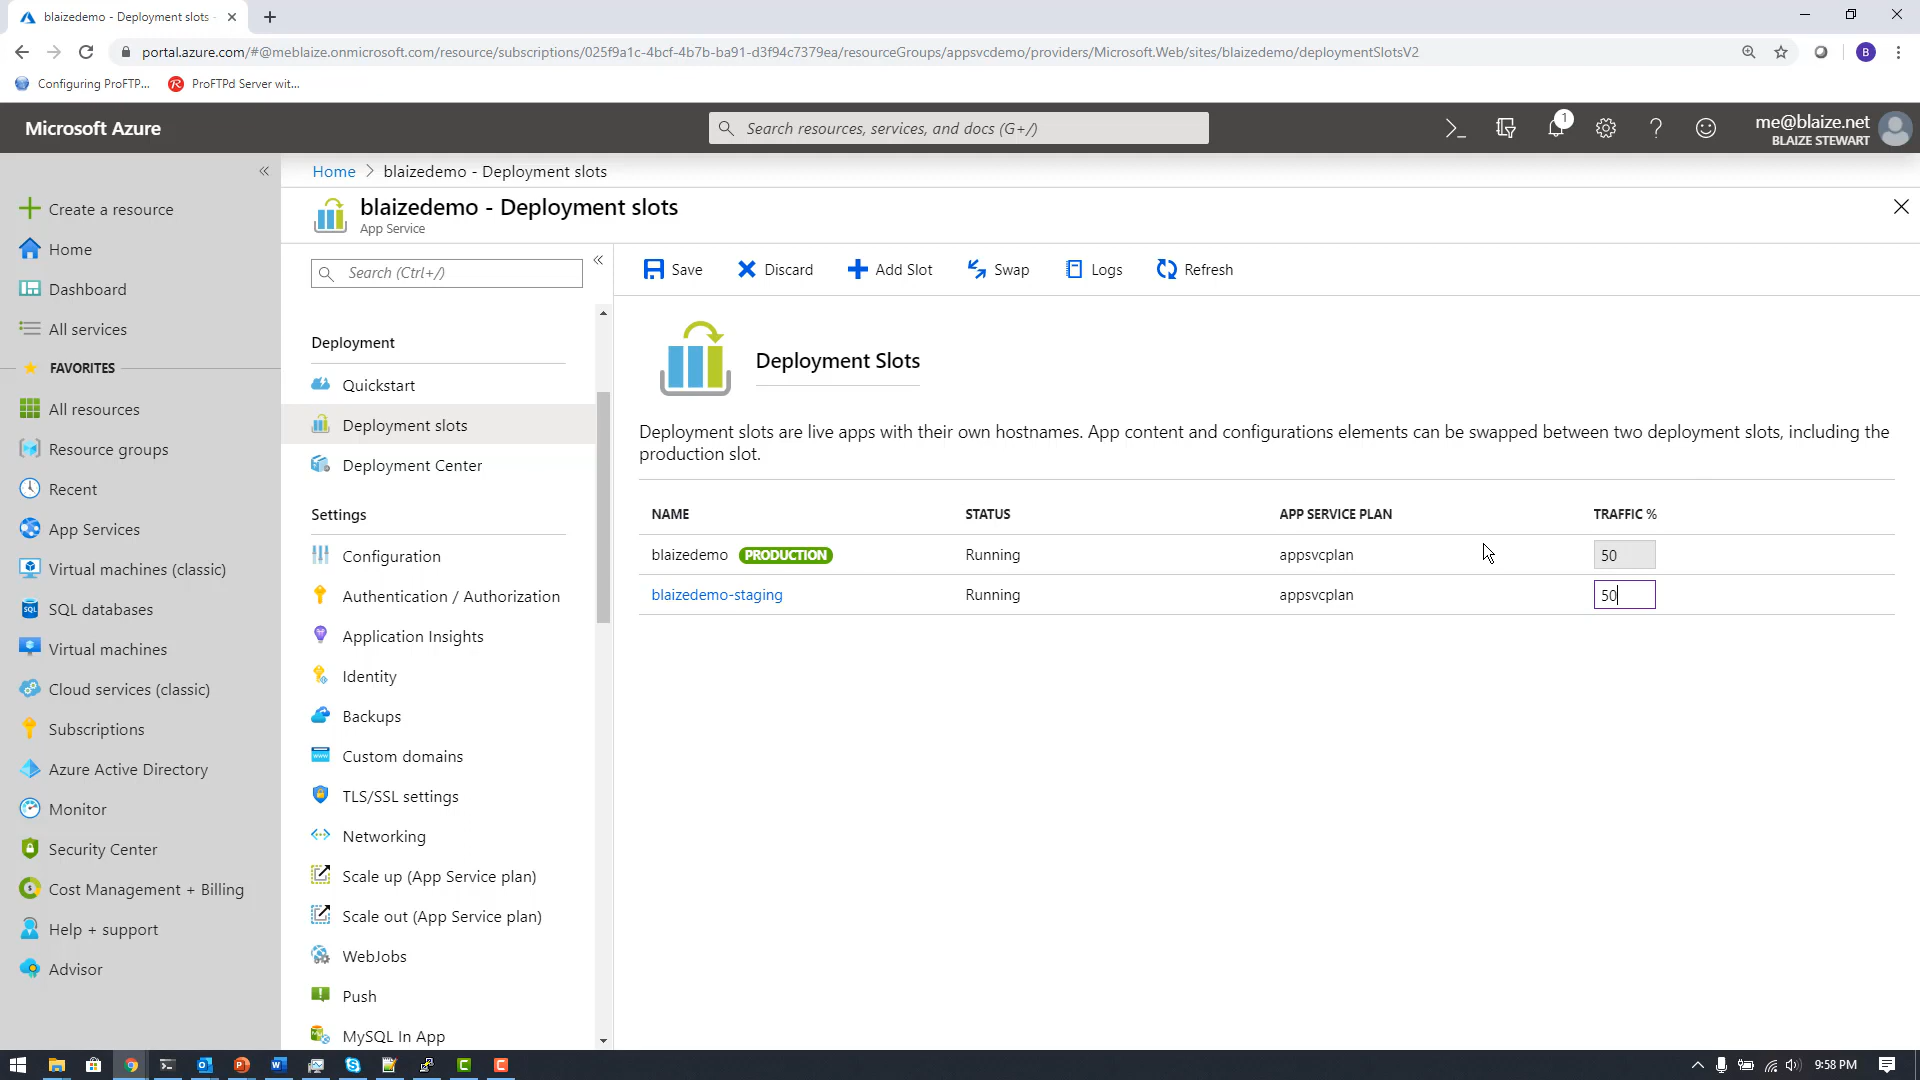 blaizedemo - Deployment slots
portal.azure.com/#@meblaize.onmicrosoft.com/resource/subscriptions/025f9a1c-4bcf-4b7b-ba91-d3f94c7379ea/resourceGroups/appsvcdemo/providers/Microsoft.Web/sites/blaizedemo/deploymentSlotsV2
B
Configuring ProFTP...
ProFTPd Server wit...
Microsoft Azure
Search resources, services, and docs (G+/)
1
me@blaize.net
BLAIZE STEWART
Home > blaizedemo - Deployment slots
blaizedemo - Deployment slots
App Service
Create a resource
Home
Dashboard
All services
FAVORITES
All resources
Resource groups
Recent
App Services
Virtual machines (classic)
SQL databases
Virtual machines
Cloud services (classic)
Subscriptions
Azure Active Directory
Monitor
Security Center
Cost Management + Billing
Help + support
Advisor
Search (Ctrl+/)
Deployment
Quickstart
Deployment slots
Deployment Center
Settings
Configuration
Authentication / Authorization
Application Insights
Identity
Backups
Custom domains
TLS/SSL settings
Networking
Scale up (App Service plan)
Scale out (App Service plan)
WebJobs
Push
MySQL In App
Save Discard Add Slot Swap Logs Refresh
Deployment Slots
Deployment slots are live apps with their own hostnames. App content and configurations elements can be swapped between two deployment slots, including the
production slot.
NAME STATUS APP SERVICE PLAN TRAFFIC %
blaizedemo PRODUCTION Running appsvcplan 50
blaizedemo-staging Running appsvcplan 50
9:58 PM